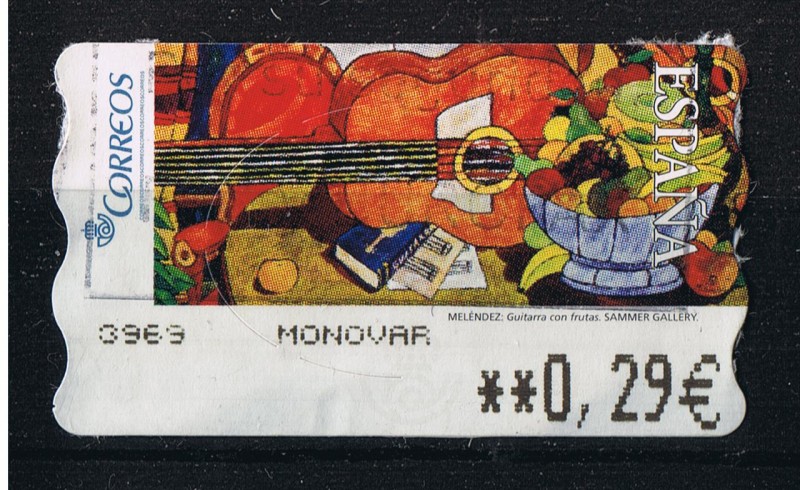 CORREOS
ESPAÑA
MELÉNDEZ: Guitarra con frutas. SAMMER GALLERY.
3969 MONOVAR
**0,29€